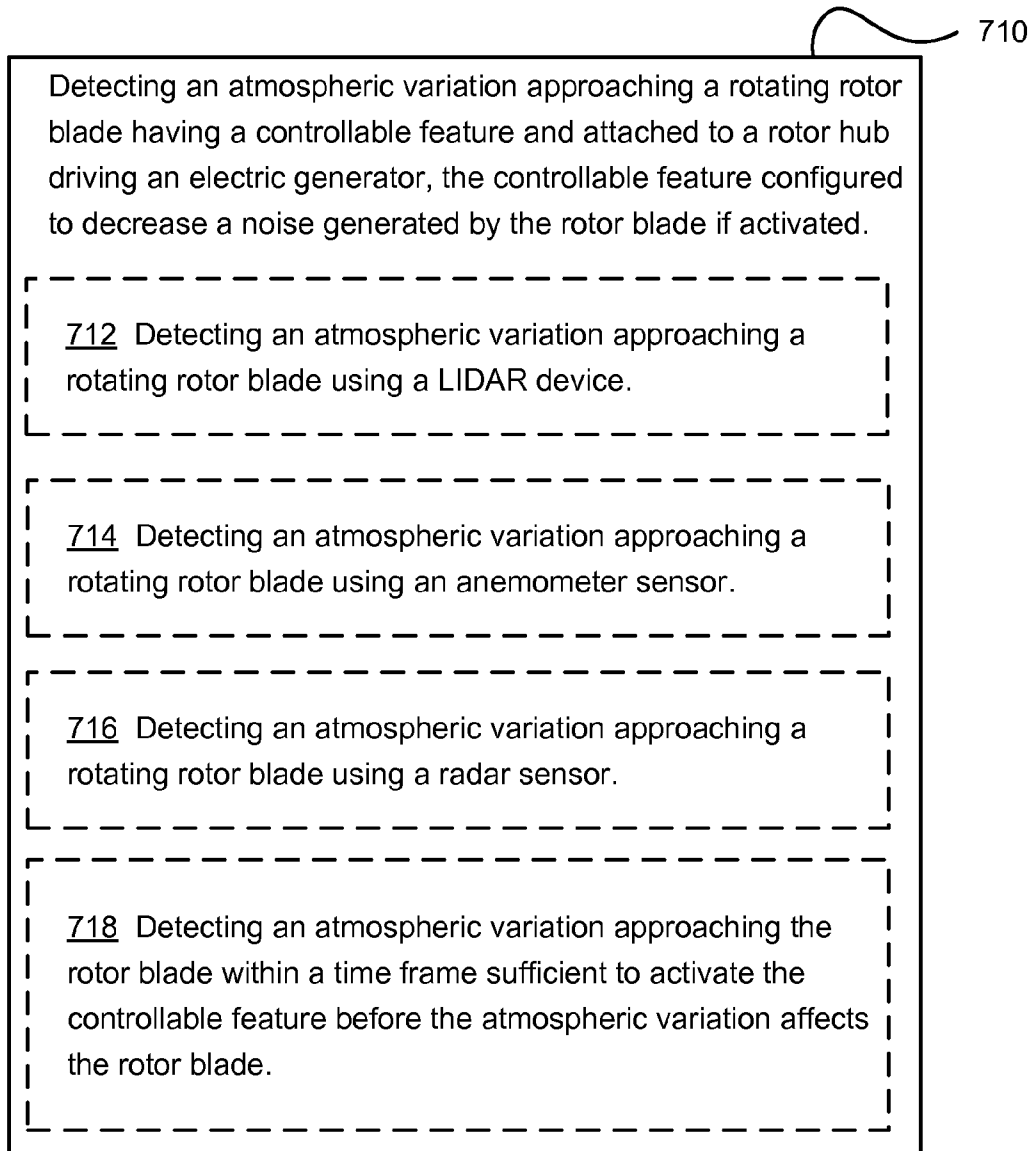 710
Detecting an atmospheric variation approaching a rotating rotor
blade having a controllable feature and attached to a rotor hub
driving an electric generator, the controllable feature configured
to decrease a noise generated by the rotor blade if activated.
712 Detecting an atmospheric variation approaching a
rotating rotor blade using a LIDAR device.
714 Detecting an atmospheric variation approaching a
rotating rotor blade using an anemometer sensor.
716 Detecting an atmospheric variation approaching a
rotating rotor blade using a radar sensor.
718 Detecting an atmospheric variation approaching the
rotor blade within a time frame sufficient to activate the
controllable feature before the atmospheric variation affects
the rotor blade.